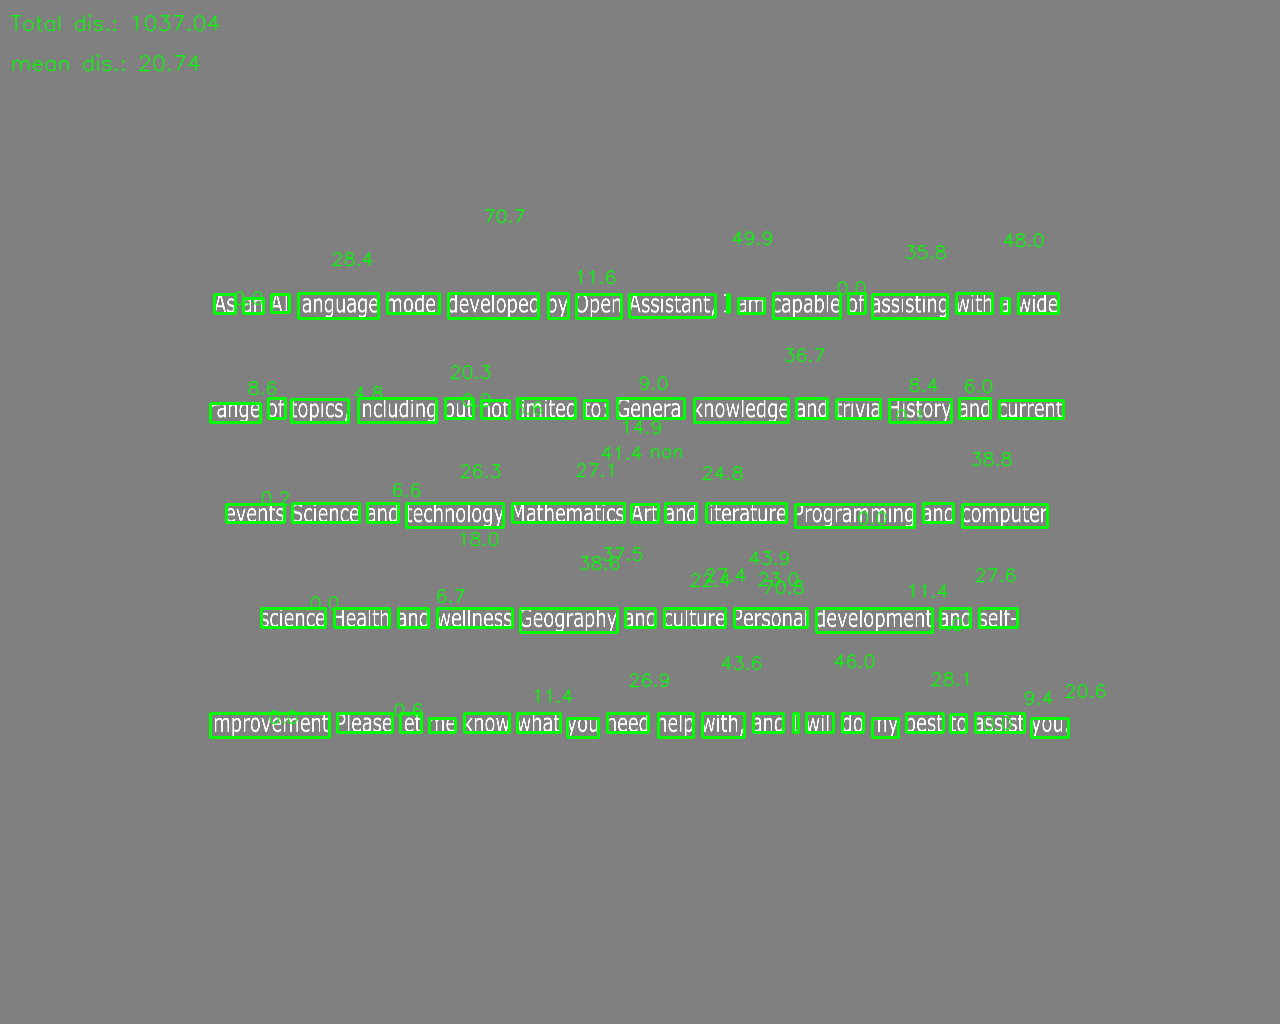 Total dis.: 1037.04
mean dis.: 20.74
70.7
28.4 11.6 49.9 35.8 48.0
0.0 0.0
As an AI language model developed by Open Assistant, I am capable of assisting with a wide
36.7
8.6 4.8 20.3 9.0 8.4 6.0
range of topics, including but not limited to: General knowledge and trivia History and current
14.9
41.4 nan
0.2 6.6 26.3 27.1 24.8 38.8
events Science and technology Mathematics Art and literature Programming and computer
18.0
38.6 37.5 22.4 27.4 43.9 23.0 70.8 27.6
0.0 6.7 11.4
science Health and wellness Geography and culture Personal development and self-
43.6 46.0
0.6 11.4 26.9 28.1 9.4 20.6
improvement Please let me know what you need help with, and I will do my best to assist you.